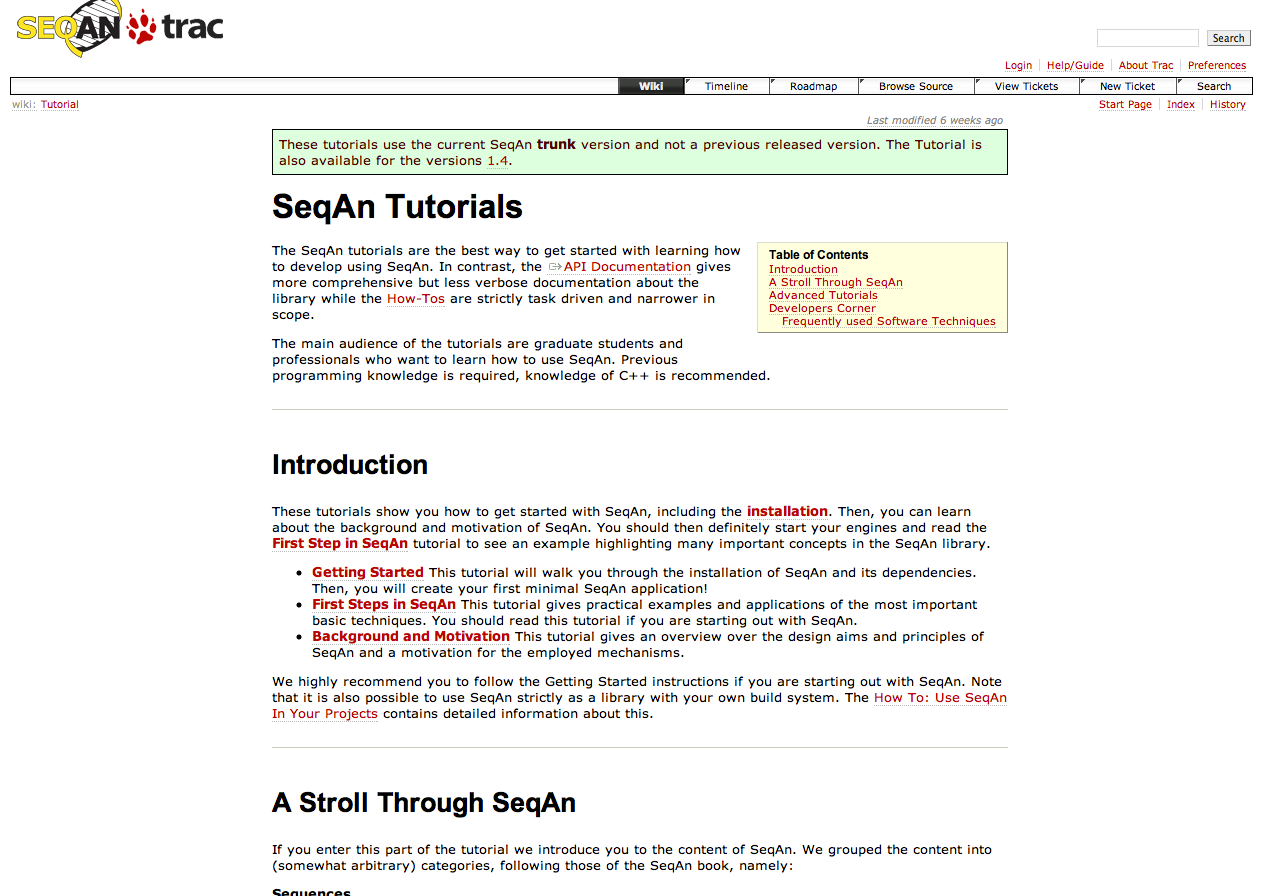 SEQAN trac
Search
Login Help/Guide About Trac Preferences
Wiki Timeline Roadmap Browse Source View Tickets New Ticket Search
wiki: Tutorial
Start Page Index History
Last modified 6 weeks ago
These tutorials use the current SeqAn trunk version and not a previous released version. The Tutorial is
also available for the versions 1.4.
SeqAn Tutorials
The SeqAn tutorials are the best way to get started with learning how
to develop using SeqAn. In contrast, the API Documentation gives
more comprehensive but less verbose documentation about the
library while the How-Tos are strictly task driven and narrower in
scope.
Table of Contents
Introduction
A Stroll Through SeqAn
Advanced Tutorials
Developers Corner
Frequently used Software Techniques
The main audience of the tutorials are graduate students and
professionals who want to learn how to use SeqAn. Previous
programming knowledge is required, knowledge of C++ is recommended.
Introduction
These tutorials show you how to get started with SeqAn, including the installation. Then, you can learn
about the background and motivation of SeqAn. You should then definitely start your engines and read the
First Step in SeqAn tutorial to see an example highlighting many important concepts in the SeqAn library.
• Getting Started This tutorial will walk you through the installation of SeqAn and its dependencies.
Then, you will create your first minimal SeqAn application!
• First Steps in SeqAn This tutorial gives practical examples and applications of the most important
basic techniques. You should read this tutorial if you are starting out with SeqAn.
• Background and Motivation This tutorial gives an overview over the design aims and principles of
SeqAn and a motivation for the employed mechanisms.
We highly recommend you to follow the Getting Started instructions if you are starting out with SeqAn. Note
that it is also possible to use SeqAn strictly as a library with your own build system. The How To: Use SeqAn
In Your Projects contains detailed information about this.
A Stroll Through SeqAn
If you enter this part of the tutorial we introduce you to the content of SeqAn. We grouped the content into
(somewhat arbitrary) categories, following those of the SeqAn book, namely:
Sequences